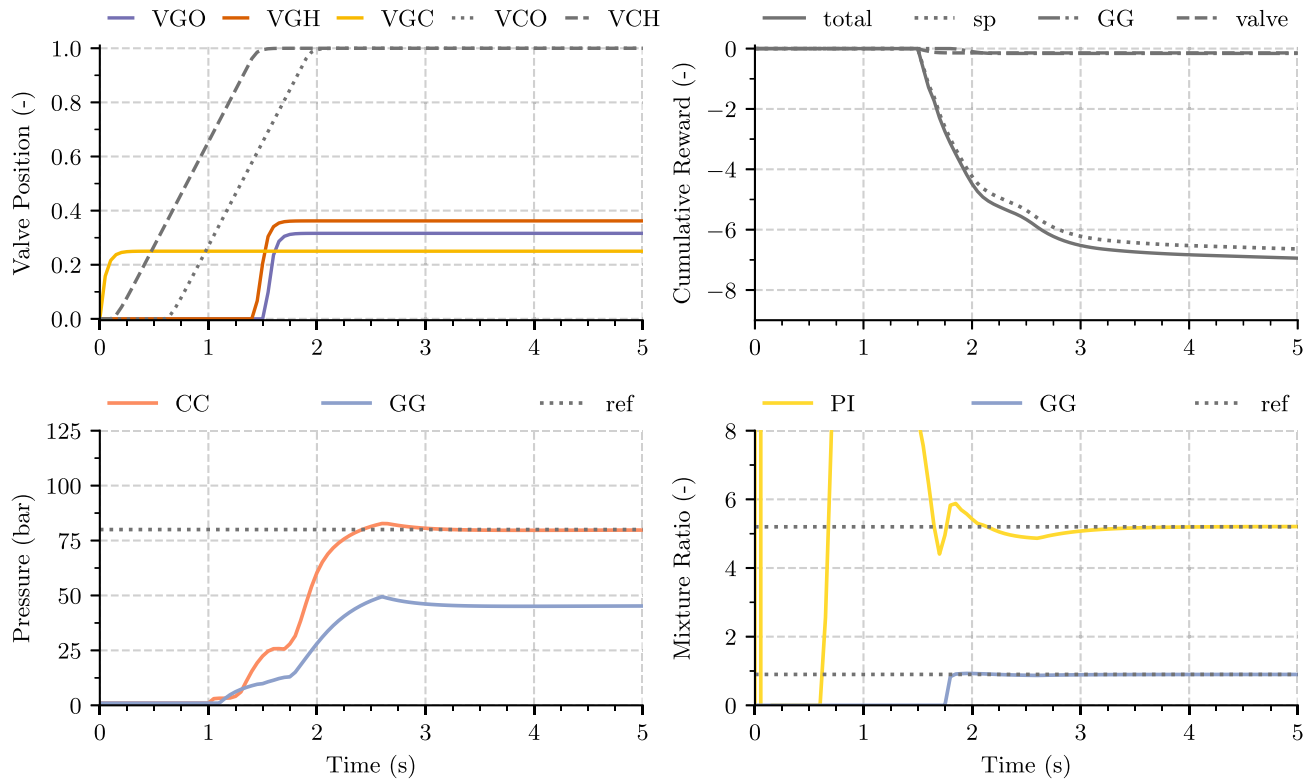 VGO VGH VGC VCO VCH
Valve Position (-)
1.0
0.8
0.6
0.4
0.2
0.0
0 1 2 3 4 5
total sp GG valve
Cumulative Reward (-)
0
−2
−4
−6
−8
0 1 2 3 4 5
CC GG ref
Pressure (bar)
125
100
75
50
25
0
0 1 2 3 4 5
Time (s)
PI GG ref
Mixture Ratio (-)
8
6
4
2
0
0 1 2 3 4 5
Time (s)